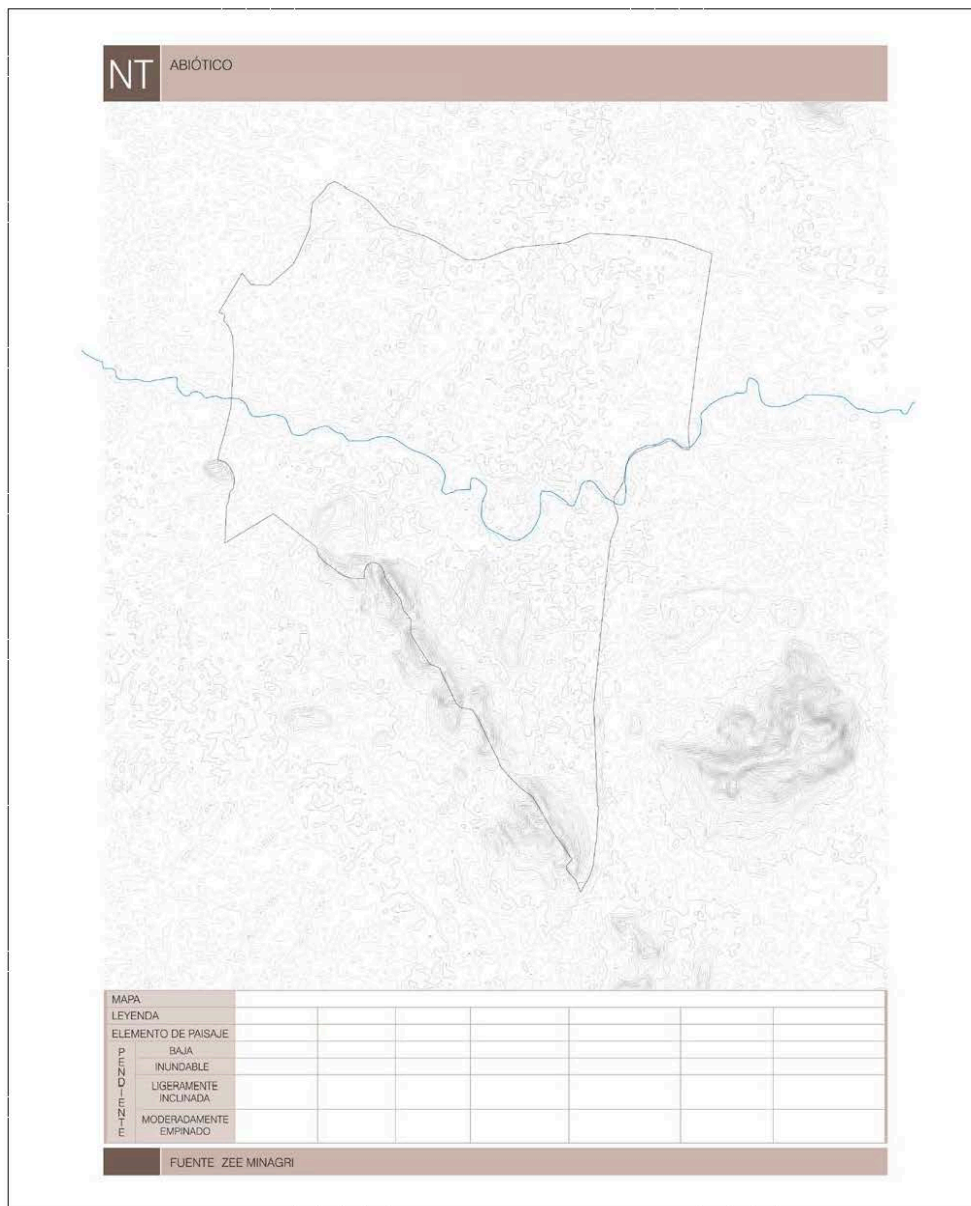 NT
ABIÓTICO
MAPA
LEYENDA
ELEMENTO DE PAISAJE
PENDIENTE
BAJA
INUNDABLE
LIGERAMENTE
INCLINADA
MODERADAMENTE
EMPINADO
FUENTE ZEE MINAGRI